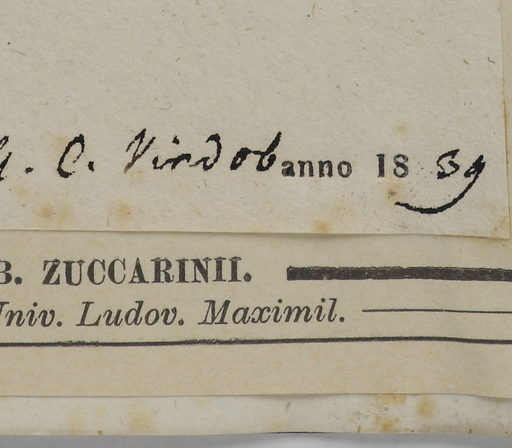 . O. Vindob anno 1839
B. ZUCCARINII.
Univ. Ludov. Maximil.